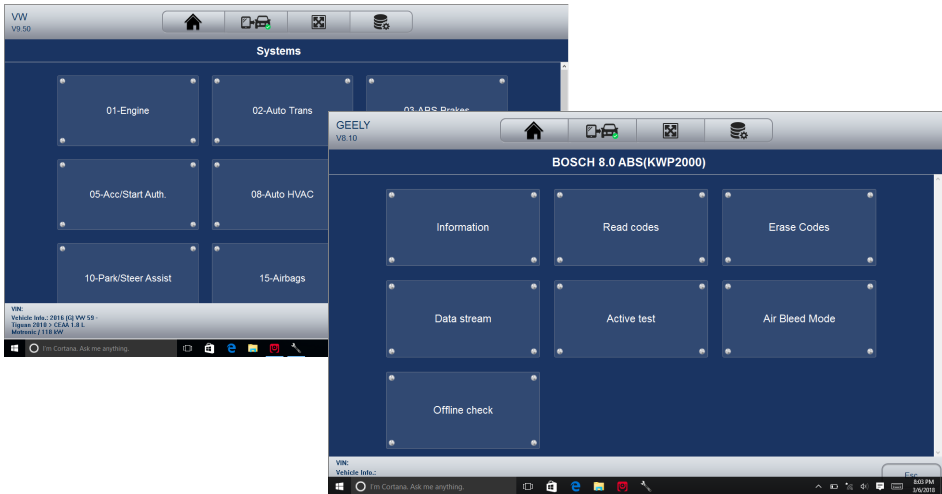 VW
V9.50
Systems
01-Engine
02-Auto Trans
03-ABS Brakes
05-Acc/Start Auth.
08-Auto HVAC
10-Park/Steer Assist
15-Airbags
VIN:
Vehicle Info.: 2016 (G) VW 59 -
Tiguan 2010 > CEAA 1.8 L
Motronic / 118 kW
I'm Cortana. Ask me anything.
GEELY
V8.10
BOSCH 8.0 ABS(KWP2000)
Information
Read codes
Erase Codes
Data stream
Active test
Air Bleed Mode
Offline check
VIN:
Vehicle Info.:
Esc
I'm Cortana. Ask me anything.
8:03 PM
3/6/2018